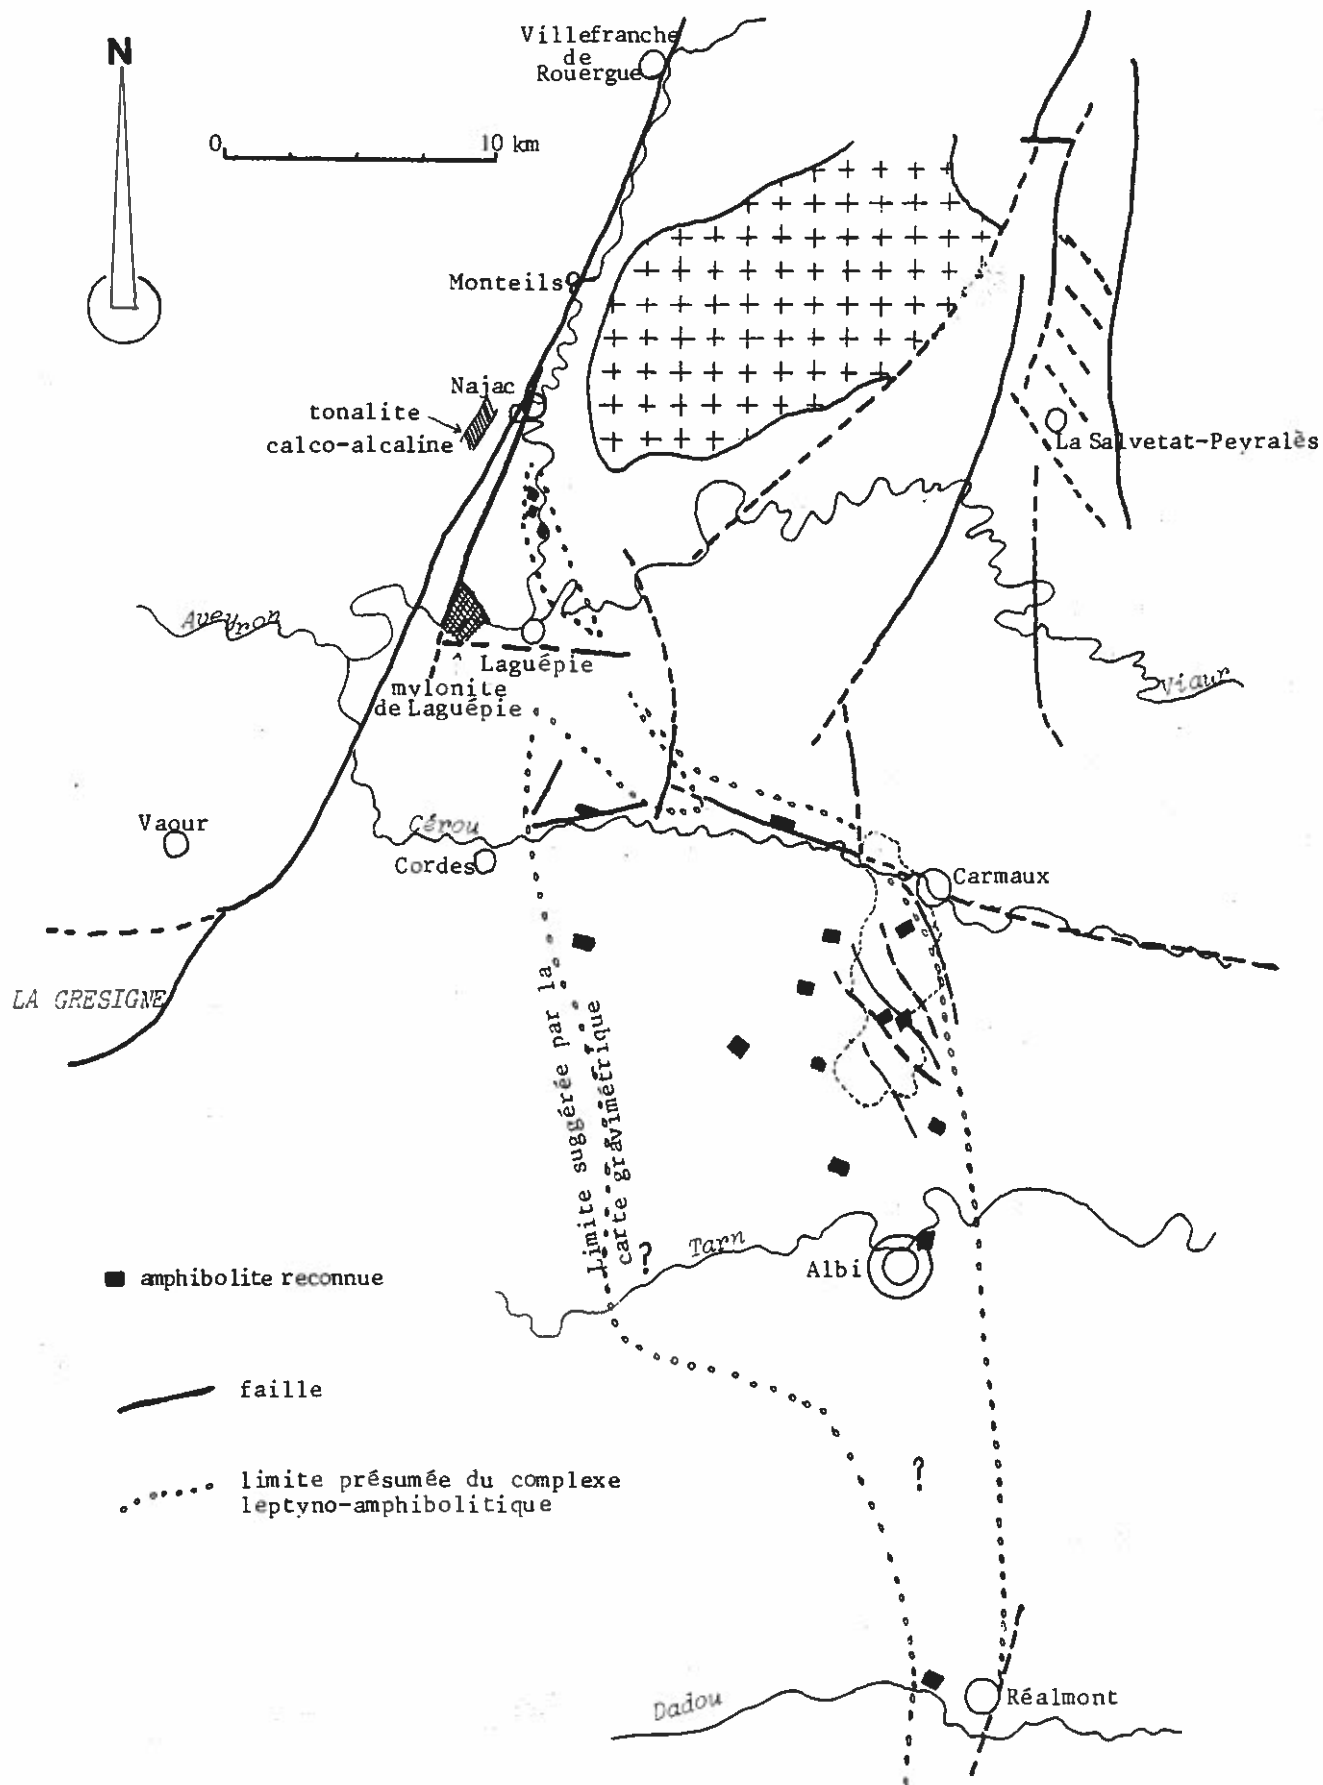 Villefranche
de
Rouergue
N
0 10 km
Monteils
Najac
tonalite
calco-alcaline
La Salvetat-Peyralès
Aveyron
Laguépie
mylonite
de Laguépie
Viaur
Vaour
Cérou
Cordes
Carmaux
LA GRESIGNE
Limite suggérée par la
carte gravimétrique
?
Tarn
Albi
amphibolite reconnue
faille
limite présumée du complexe
leptyno-amphibolitique
?
Dadou
Réalmont